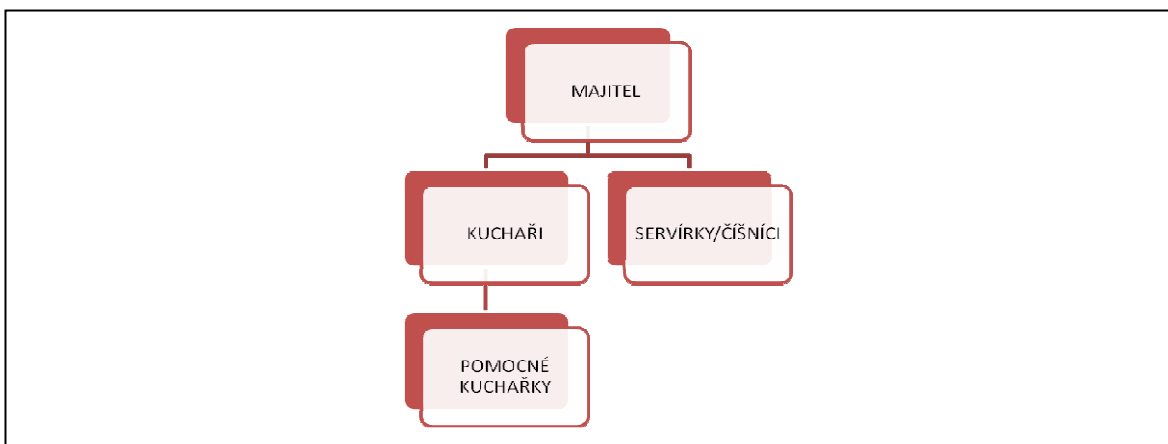 MAJITEL
KUCHAŘI
SERVÍRKY/ČÍŠNÍCI
POMOCNÉ
KUCHAŘKY